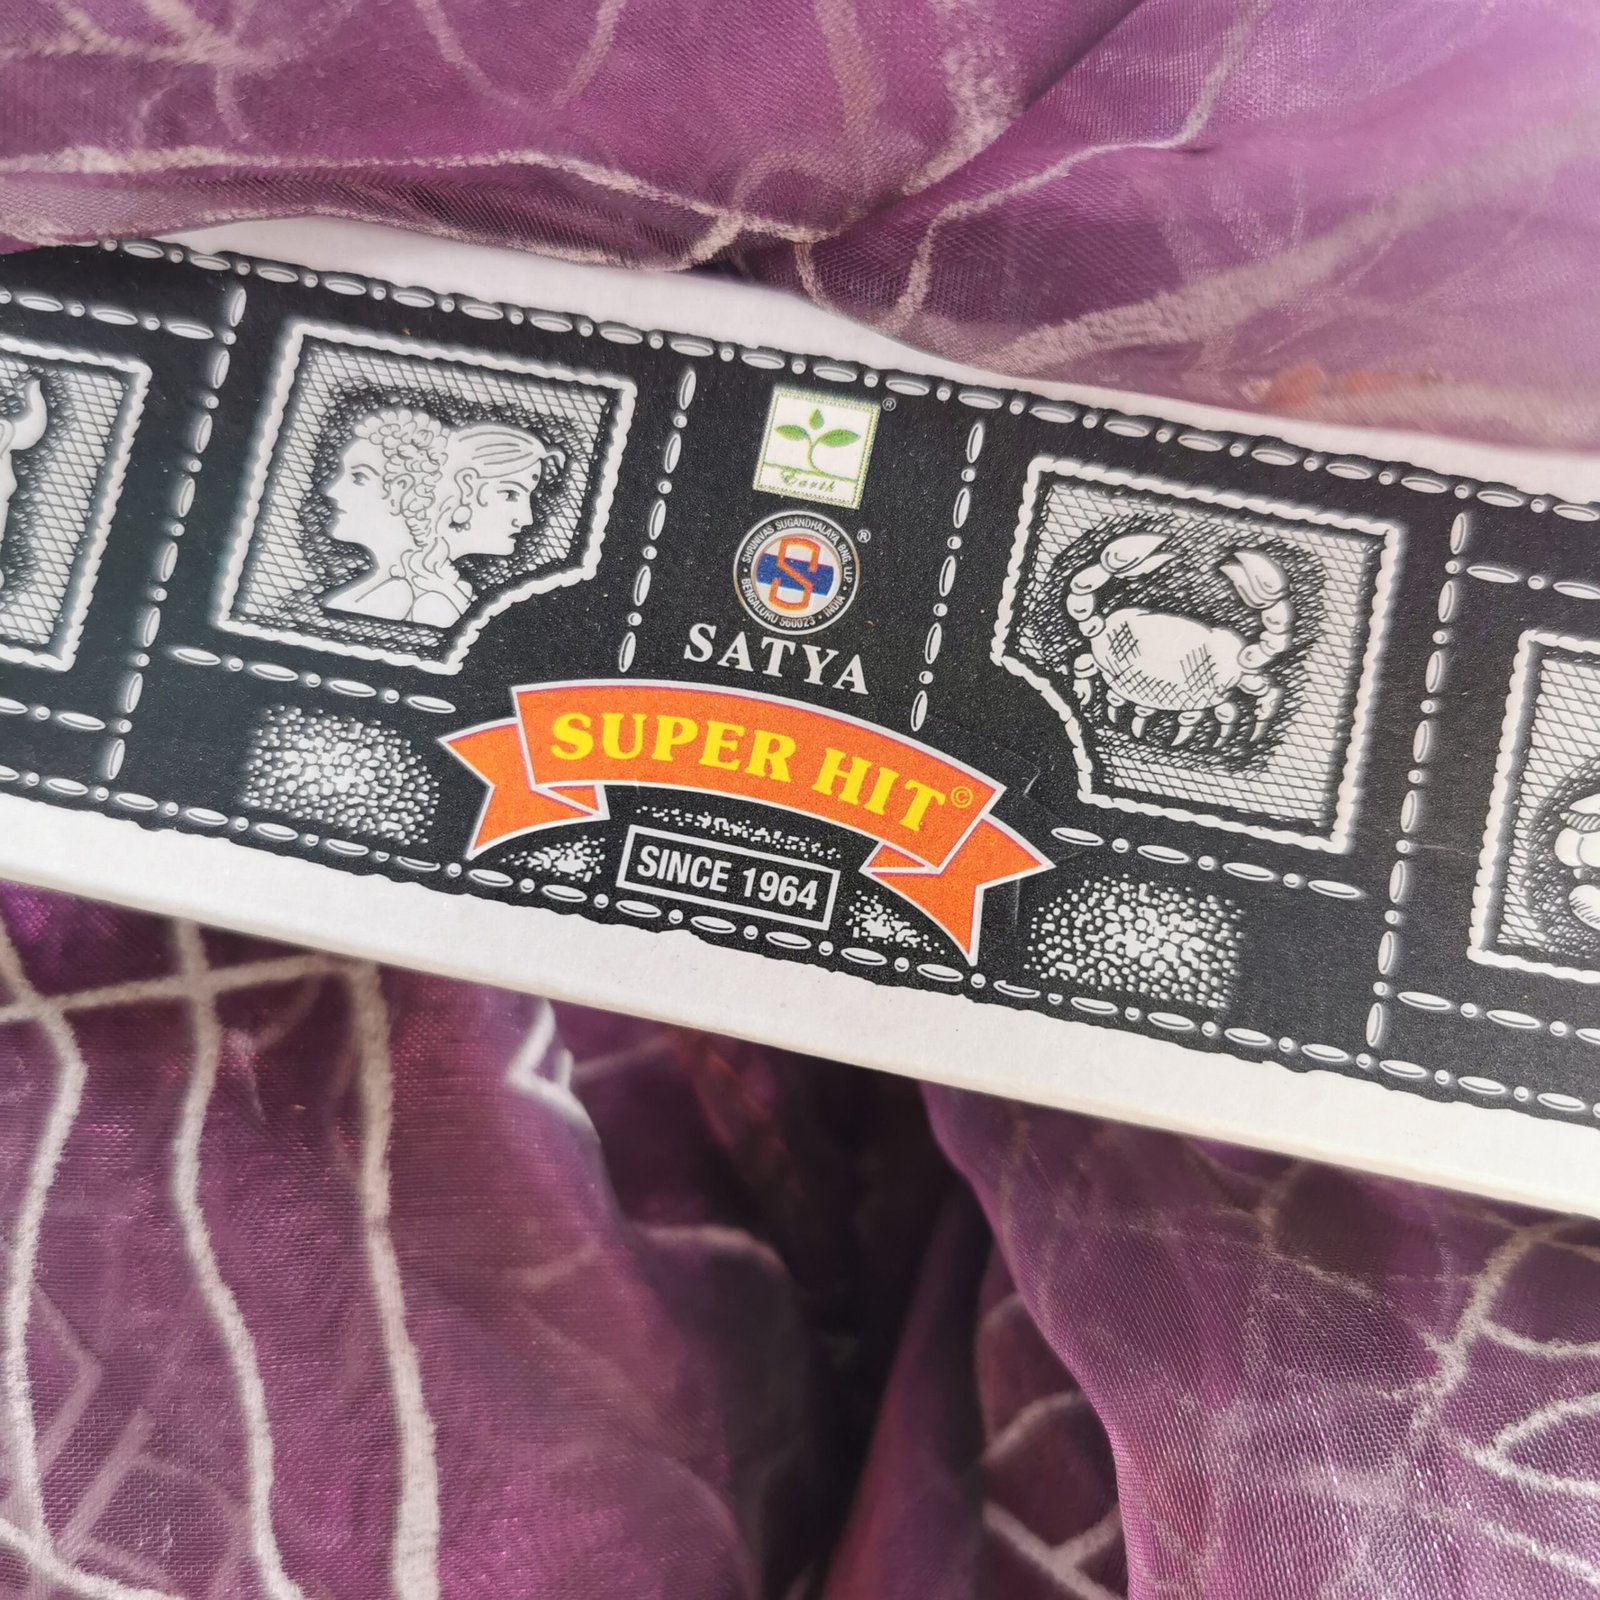 Earth
®
SHRINIVAS SUGANDHALAYA BNG LLP
BENGALURU 560023 • INDIA
®
SATYA
SUPER HIT©
SINCE 1964